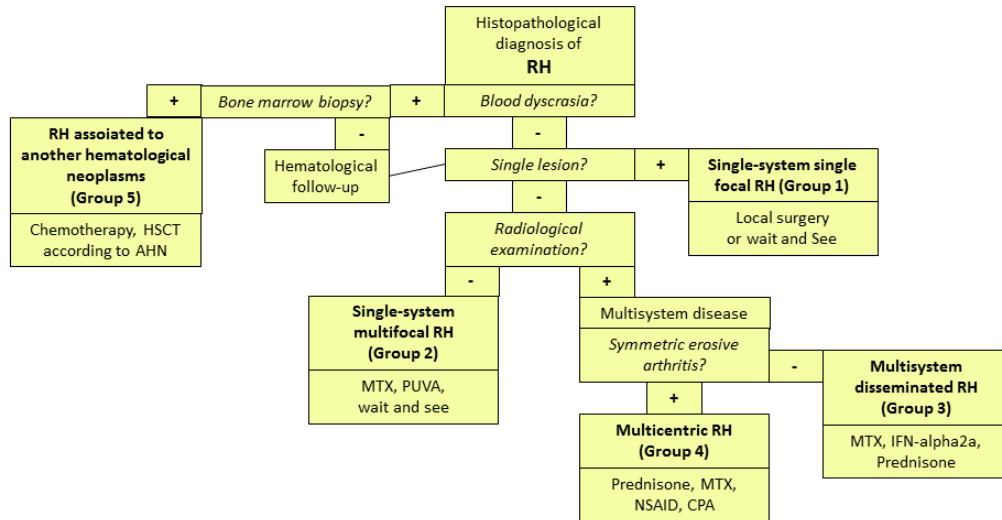 Histopathological
diagnosis of
RH
+
Bone marrow biopsy?
+
Blood dyscrasia?
RH assoiated to
another hematological
neoplasms
(Group 5)
-
-
Hematological
follow-up
Single lesion?
+
Single-system single
focal RH (Group 1)
Chemotherapy, HSCT
according to AHN
-
Local surgery
or wait and See
Radiological
examination?
-
+
Single-system
multifocal RH
(Group 2)
Multisystem disease
Symmetric erosive
arthritis?
-
Multisystem
disseminated RH
(Group 3)
MTX, PUVA,
wait and see
+
Multicentric RH
(Group 4)
MTX, IFN-alpha2a,
Prednisone
Prednisone, MTX,
NSAID, CPA